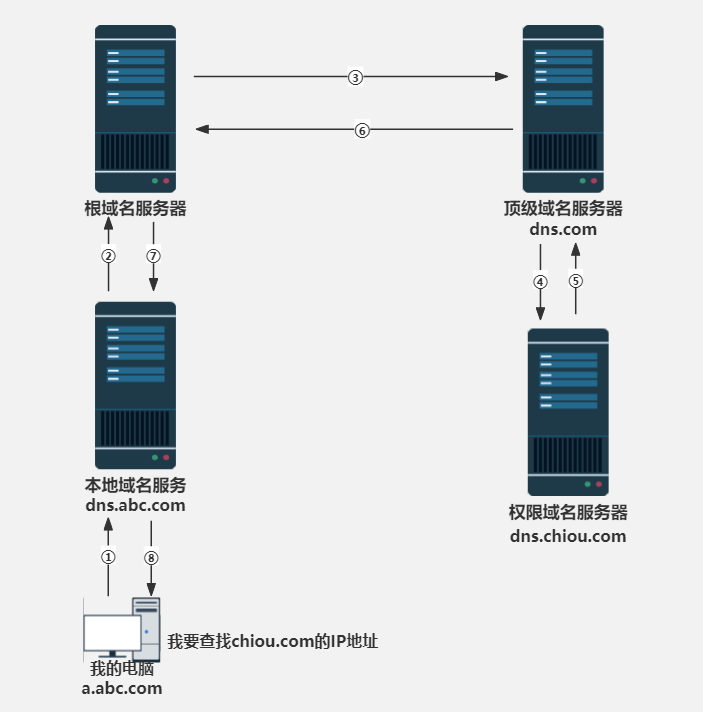 ③
⑥
根域名服务器
顶级域名服务器
dns.com
②
⑦
④
⑤
本地域名服务
dns.abc.com
权限域名服务器
dns.chiou.com
①
⑧
我要查找chiou.com的IP地址
我的电脑
a.abc.com